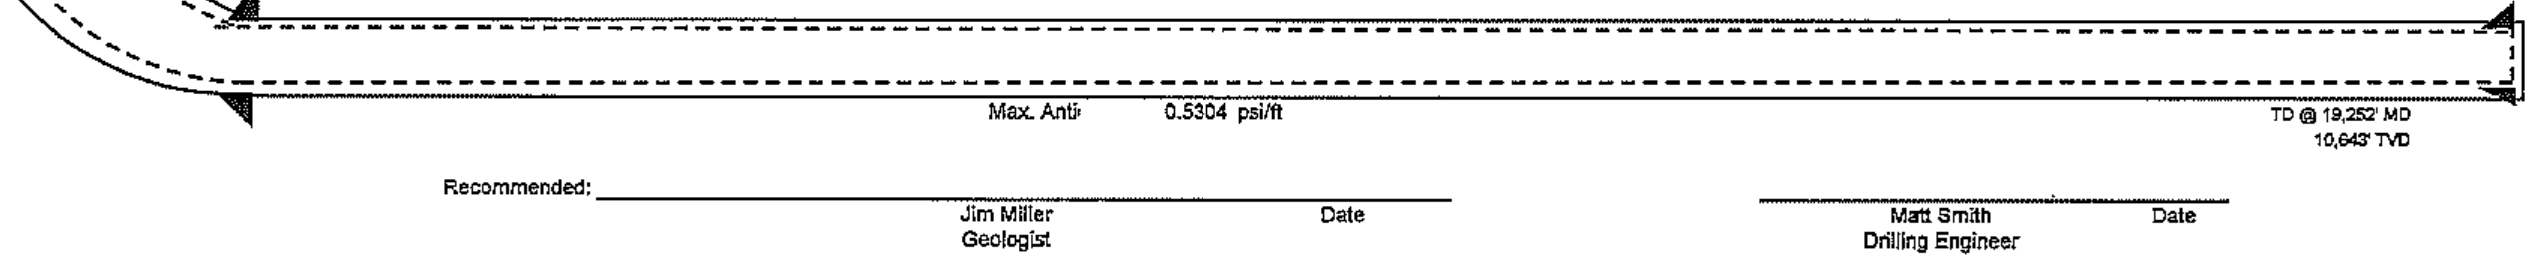 Max. Anti 0.5304 psi/ft
TD @ 19,252' MD
10,643' TVD
Recommended:
Jim Miller Date Matt Smith Date
Geologist Drilling Engineer